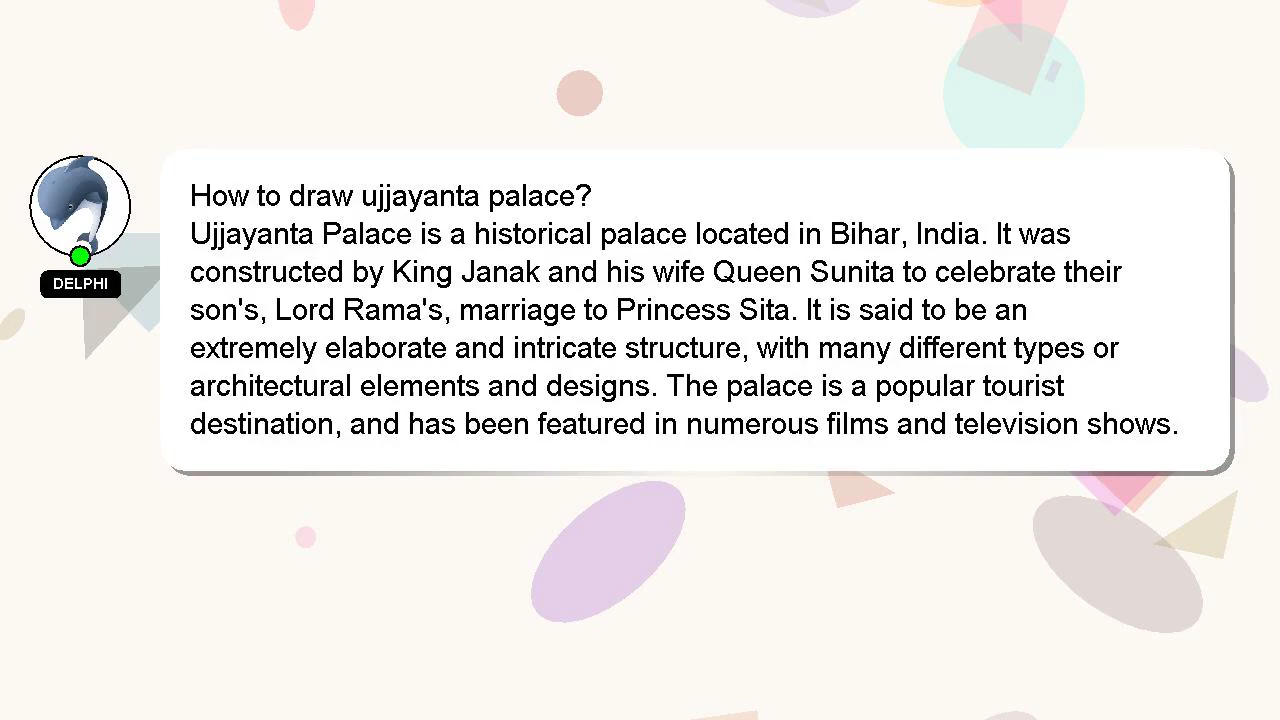 How to draw ujjayanta palace?
Ujjayanta Palace is a historical palace located in Bihar, India. It was
constructed by King Janak and his wife Queen Sunita to celebrate their
son's, Lord Rama's, marriage to Princess Sita. It is said to be an
extremely elaborate and intricate structure, with many different types or
architectural elements and designs. The palace is a popular tourist
destination, and has been featured in numerous films and television shows.
DELPHI